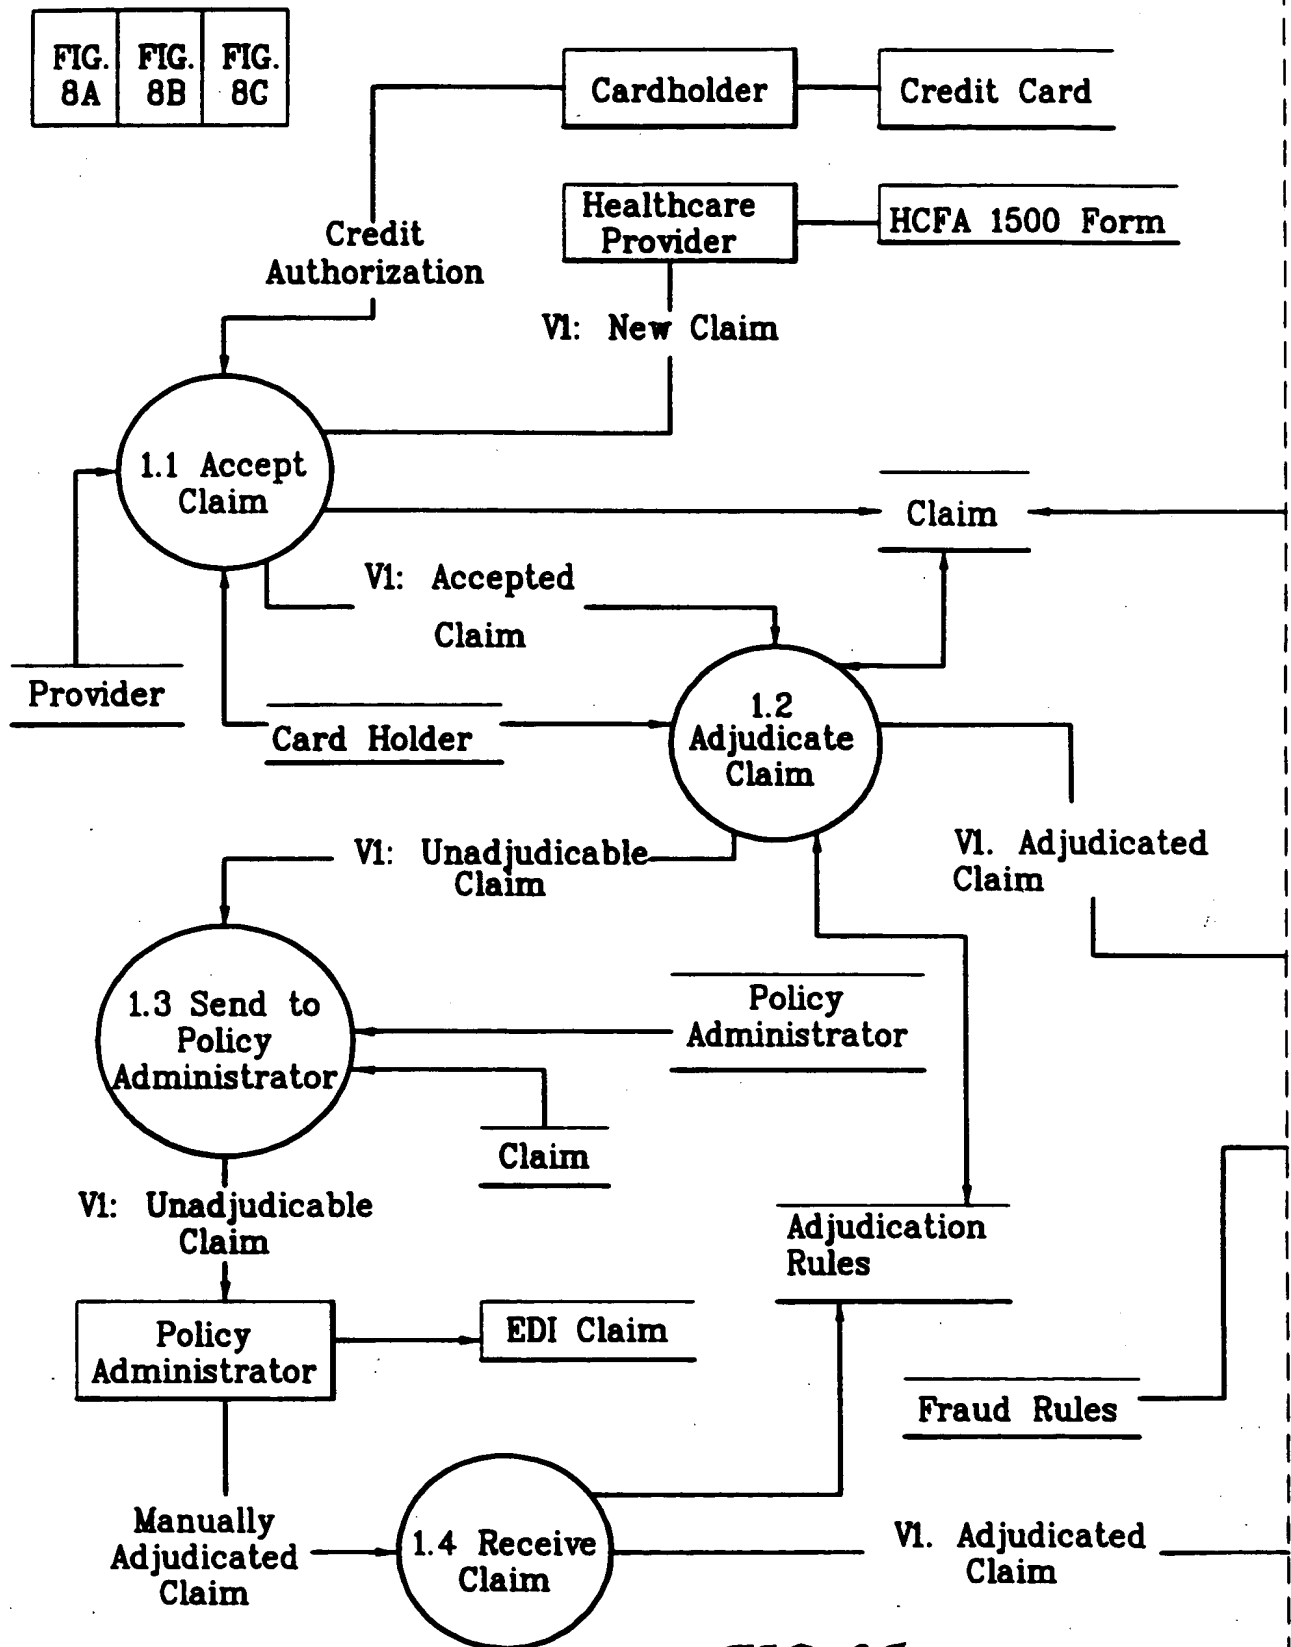 FIG.
8A
FIG.
8B
FIG.
8C
Cardholder
Credit Card
Healthcare
Provider
HCFA 1500 Form
Credit
Authorization
V1: New Claim
1.1 Accept
Claim
Claim
V1: Accepted
Claim
Provider
Card Holder
1.2
Adjudicate
Claim
V1: Unadjudicable
Claim
V1. Adjudicated
Claim
1.3 Send to
Policy
Administrator
Policy
Administrator
Claim
V1: Unadjudicable
Claim
Adjudication
Rules
Policy
Administrator
EDI Claim
Fraud Rules
Manually
Adjudicated
Claim
1.4 Receive
Claim
V1. Adjudicated
Claim